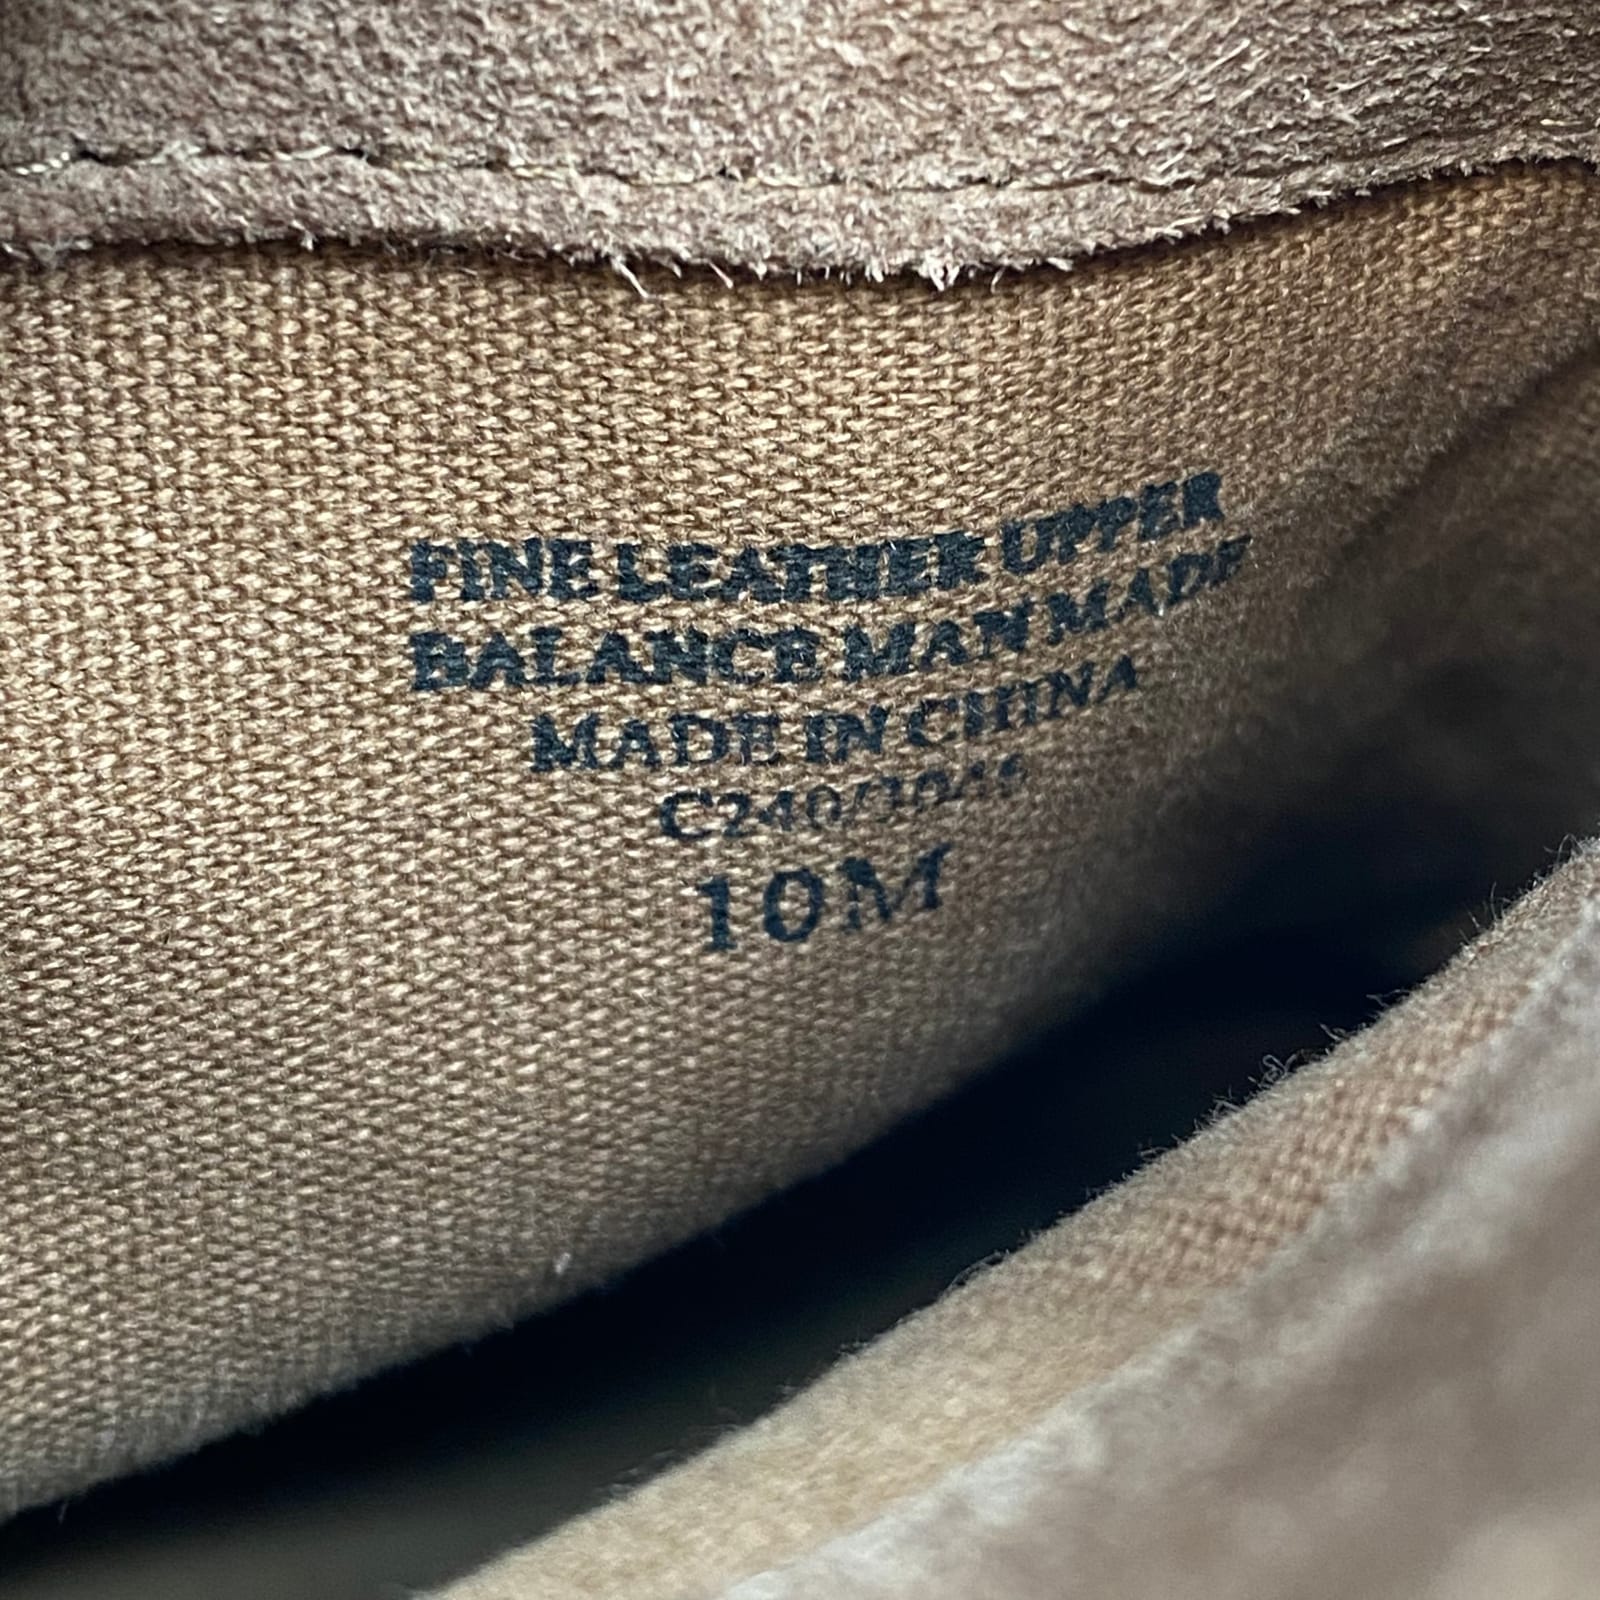 FINE LEATHER UPPER
BALANCE MAN MADE
MADE IN CHINA
10M